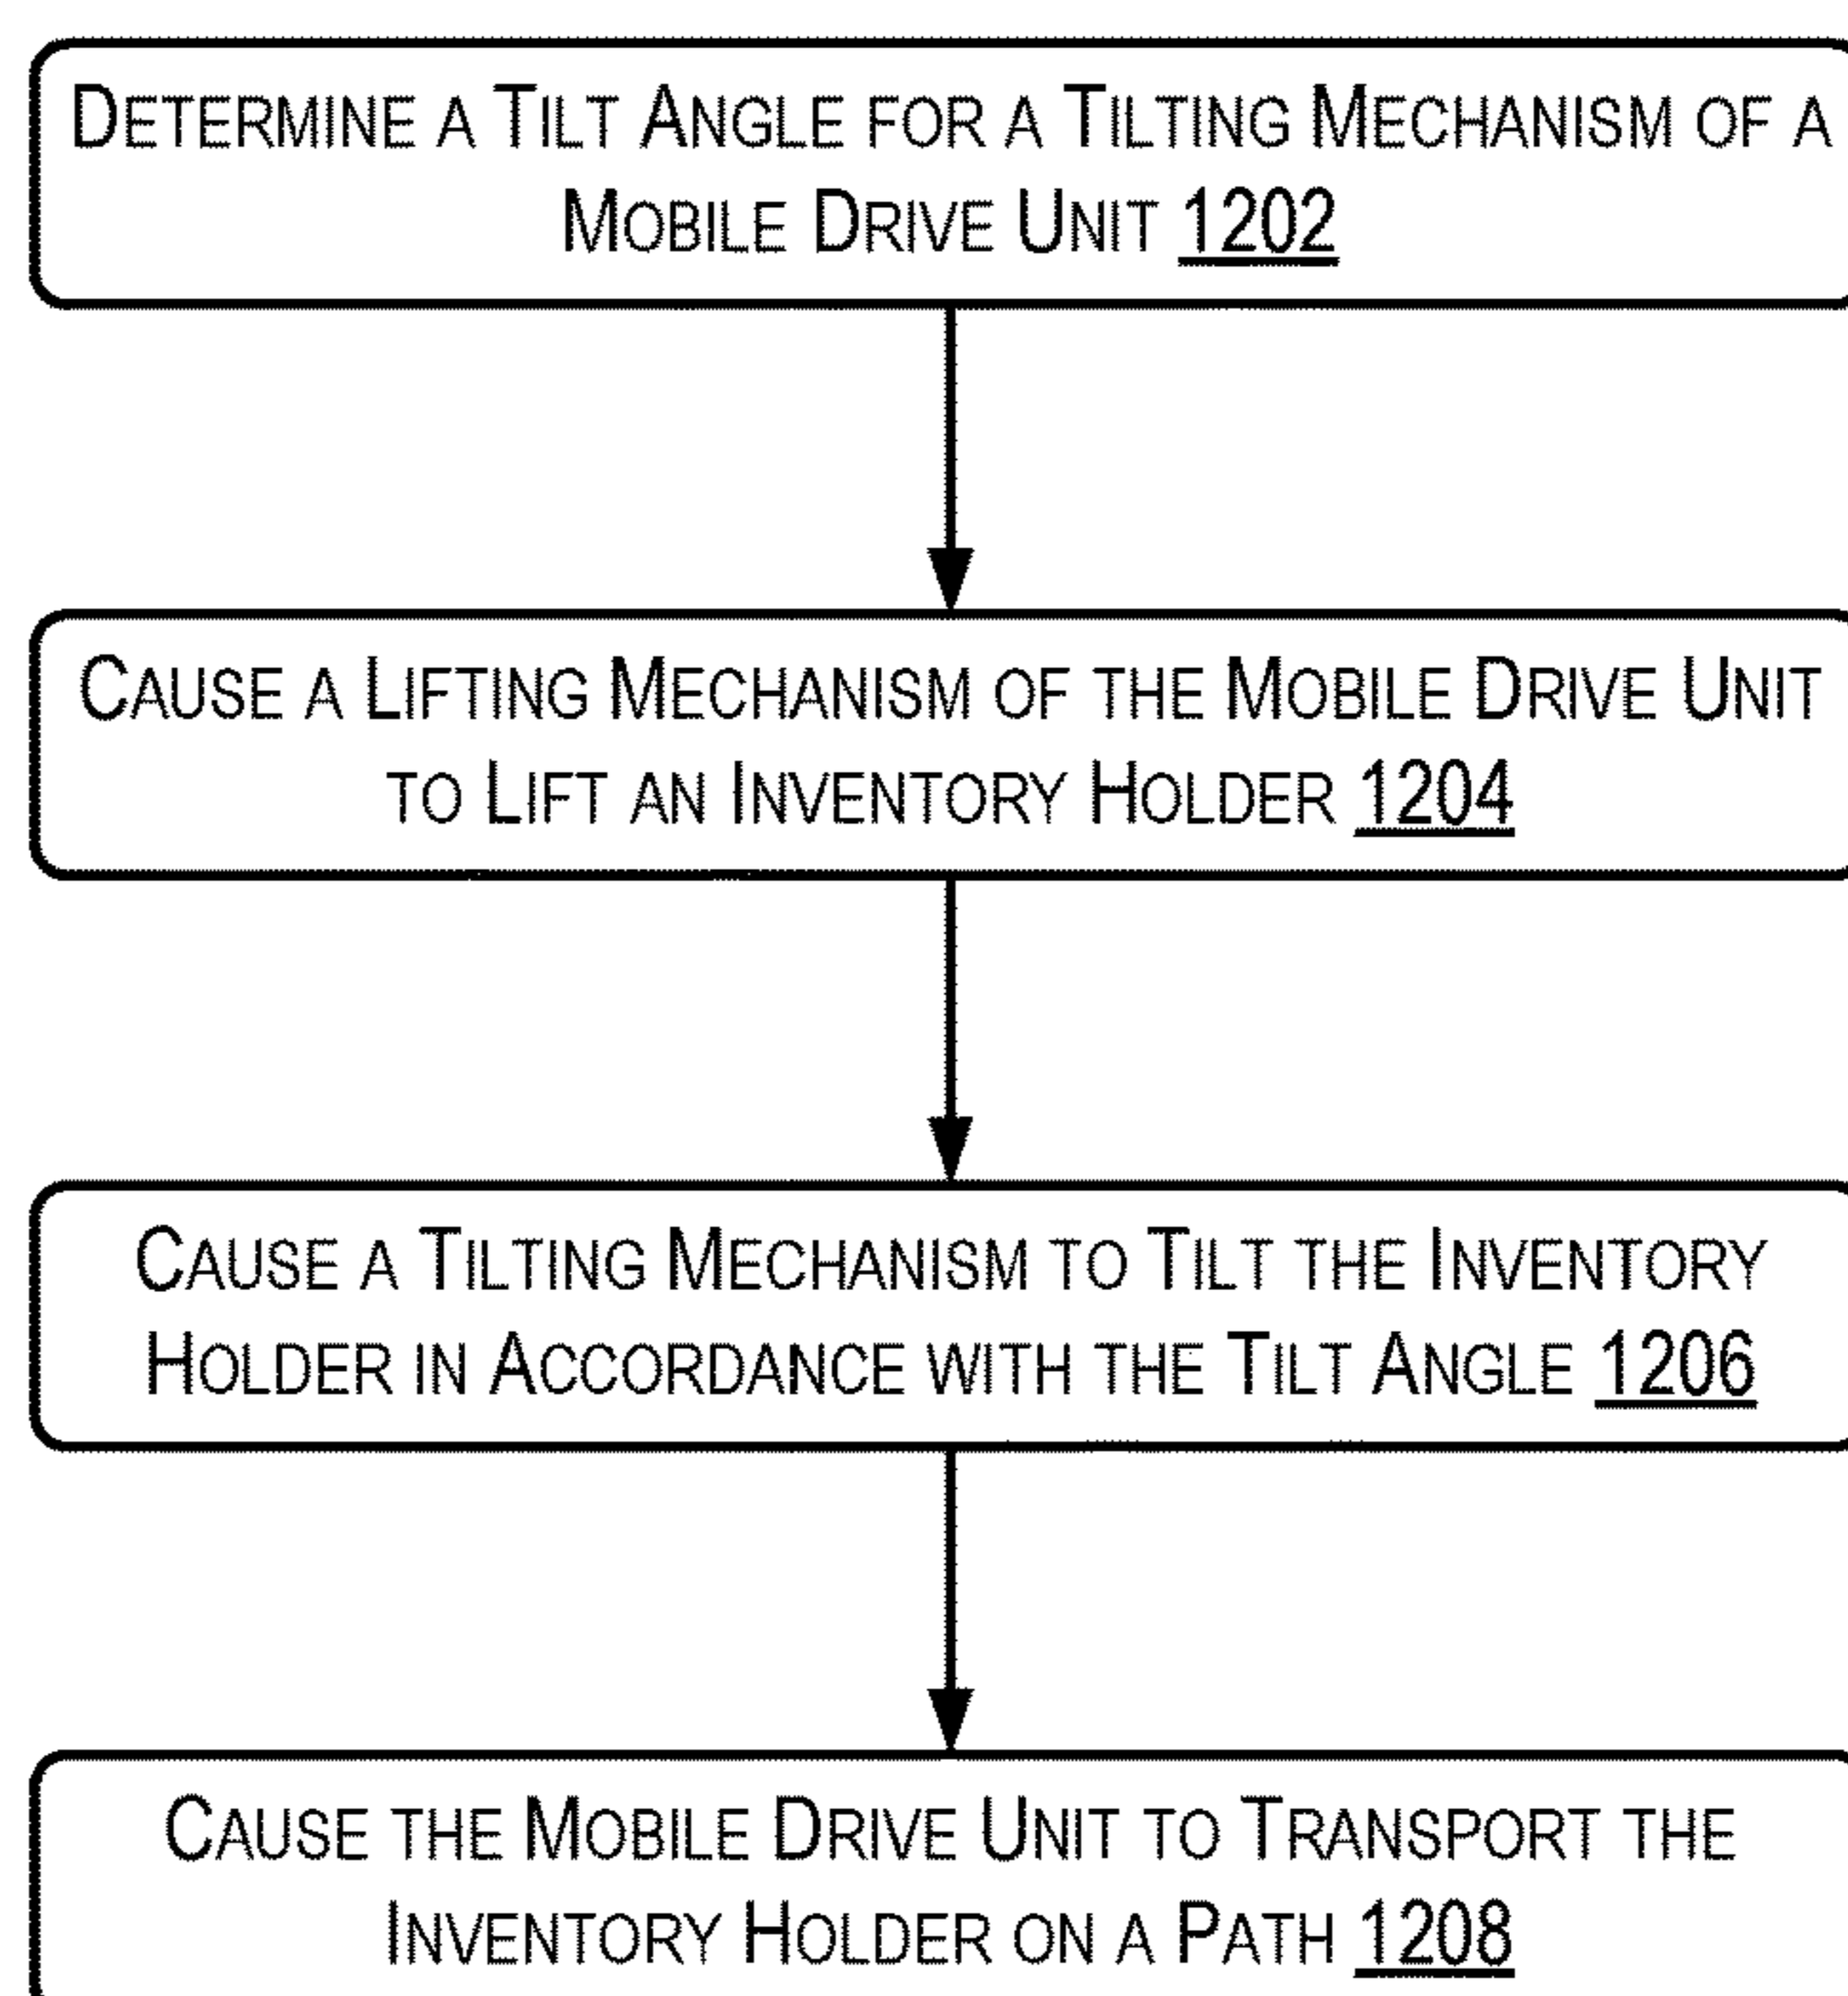 DETERMINE A TILT ANGLE FOR A TILTING MECHANISM OF A
MOBILE DRIVE UNIT 1202
CAUSE A LIFTING MECHANISM OF THE MOBILE DRIVE UNIT
TO LIFT AN INVENTORY HOLDER 1204
CAUSE A TILTING MECHANISM TO TILT THE INVENTORY
HOLDER IN ACCORDANCE WITH THE TILT ANGLE 1206
CAUSE THE MOBILE DRIVE UNIT TO TRANSPORT THE
INVENTORY HOLDER ON A PATH 1208